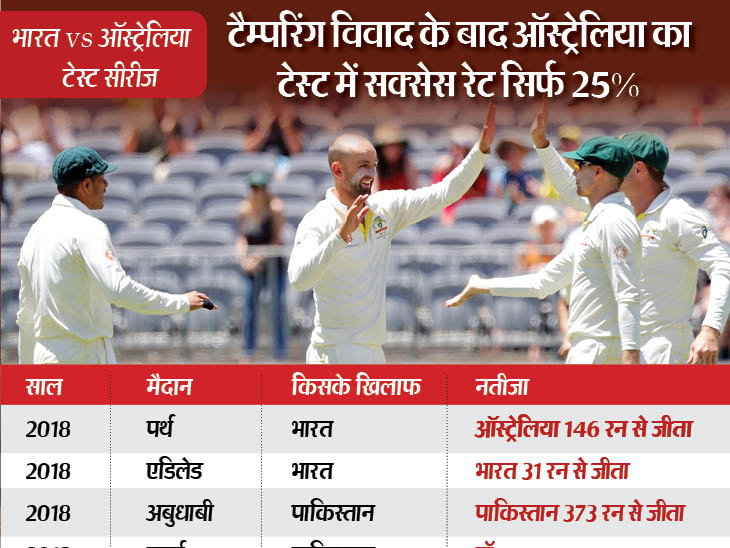 भारत vs ऑस्ट्रेलिया
टेस्ट सीरीज
टैम्परिंग विवाद के बाद ऑस्ट्रेलिया का
टेस्ट में सक्सेस रेट सिर्फ 25%
साल मैदान किसके खिलाफ नतीजा
2018 पर्थ भारत ऑस्ट्रेलिया 146 रन से जीता
2018 एडिलेड भारत भारत 31 रन से जीता
2018 अबुधाबी पाकिस्तान पाकिस्तान 373 रन से जीता